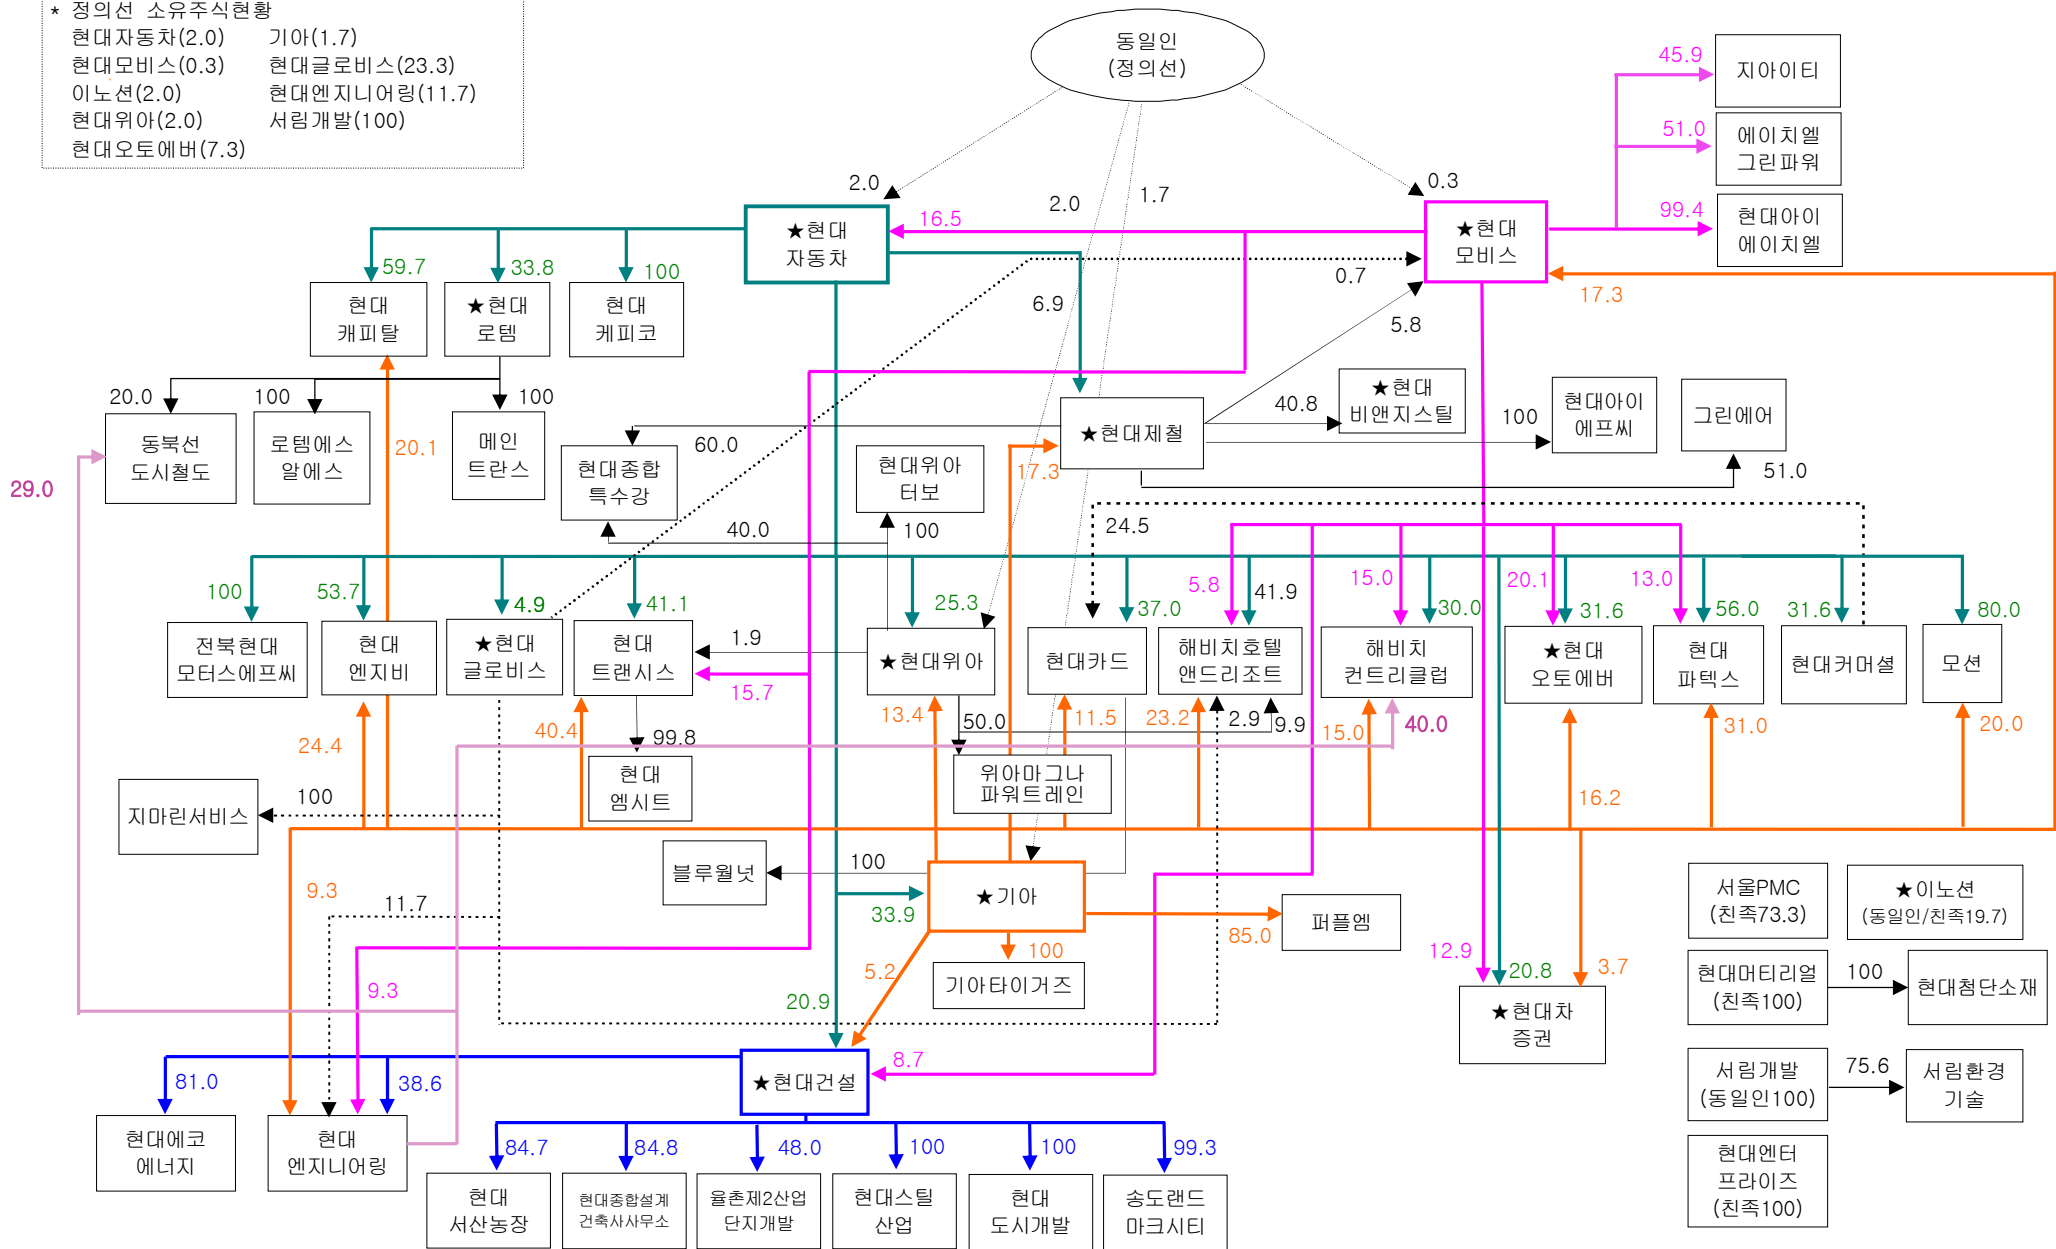 * 정의선 소유주식현황
현대자동차(2.0) 기아(1.7)
현대모비스(0.3) 현대글로비스(23.3)
이노션(2.0) 현대엔지니어링(11.7)
현대위아(2.0) 서림개발(100)
현대오토에버(7.3)
동일인
(정의선)
45.9
지아이티
51.0
에이치엘
그린파워
99.4
현대아이
에이치엘
2.0
2.0
1.7
0.3
★현대
자동차
16.5
★현대
모비스
59.7
33.8
100
6.9
0.7
5.8
17.3
현대
캐피탈
★현대
로템
현대
케피코
20.0
100
100
동북선
도시철도
로템에스
알에스
메인
트란스
20.1
29.0
60.0
★현대제철
17.3
40.8
★현대
비앤지스틸
100
현대아이
에프씨
그린에어
51.0
현대종합
특수강
현대위아
터보
40.0
100
24.5
100
53.7
4.9
41.1
25.3
37.0
5.8
41.9
15.0
30.0
20.1
31.6
13.0
56.0
31.6
80.0
전북현대
모터스에프씨
현대
엔지비
★현대
글로비스
현대
트랜시스
1.9
15.7
★현대위아
현대카드
해비치호텔
앤드리조트
해비치
컨트리클럽
★현대
오토에버
현대
파텍스
현대커머셜
모션
24.4
40.4
99.8
13.4
50.0
11.5
23.2
2.9
9.9
15.0
40.0
16.2
31.0
20.0
현대
엠시트
위아마그나
파워트레인
지마린서비스
100
블루월넛
100
★기아
33.9
85.0
퍼플엠
100
기아타이거즈
5.2
9.3
11.7
9.3
20.9
8.7
12.9
20.8
3.7
★현대차
증권
서울PMC
(친족73.3)
★이노션
(동일인/친족19.7)
현대머티리얼
(친족100)
100
현대첨단소재
서림개발
(동일인100)
75.6
서림환경
기술
현대엔터
프라이즈
(친족100)
★현대건설
81.0
38.6
현대에코
에너지
현대
엔지니어링
84.7
84.8
48.0
100
100
99.3
현대
서산농장
현대종합설계
건축사사무소
율촌제2산업
단지개발
현대스틸
산업
현대
도시개발
송도랜드
마크시티